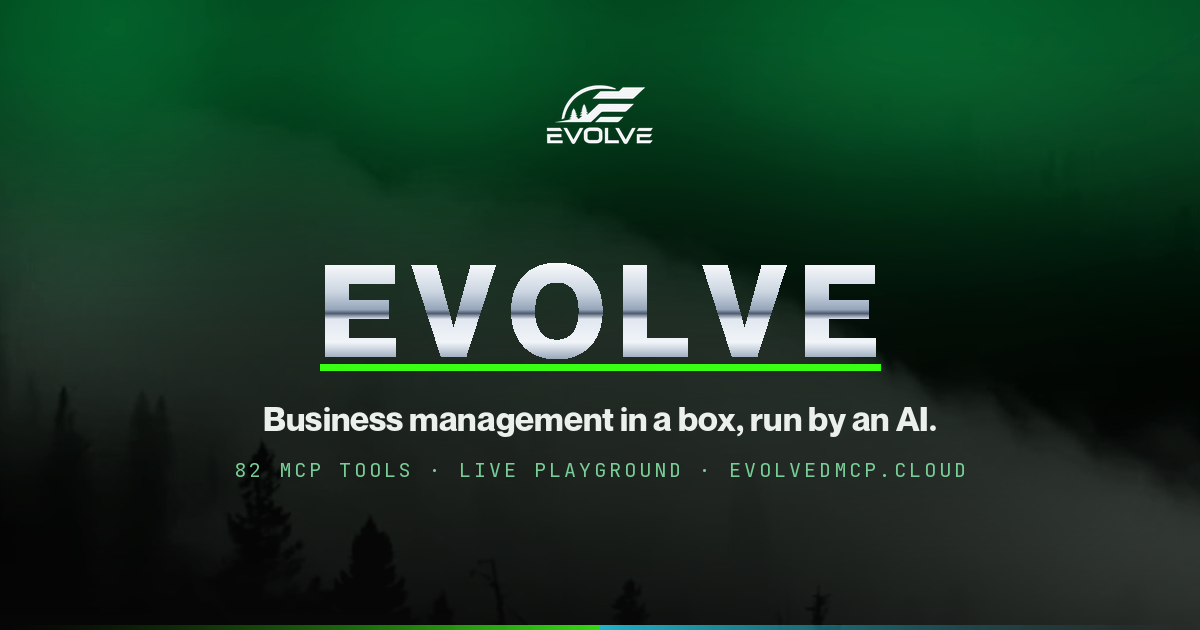 EVOLVE
EVOLVE
Business management in a box, run by an AI.
82 MCP TOOLS · LIVE PLAYGROUND · EVOLVEDMCP.CLOUD